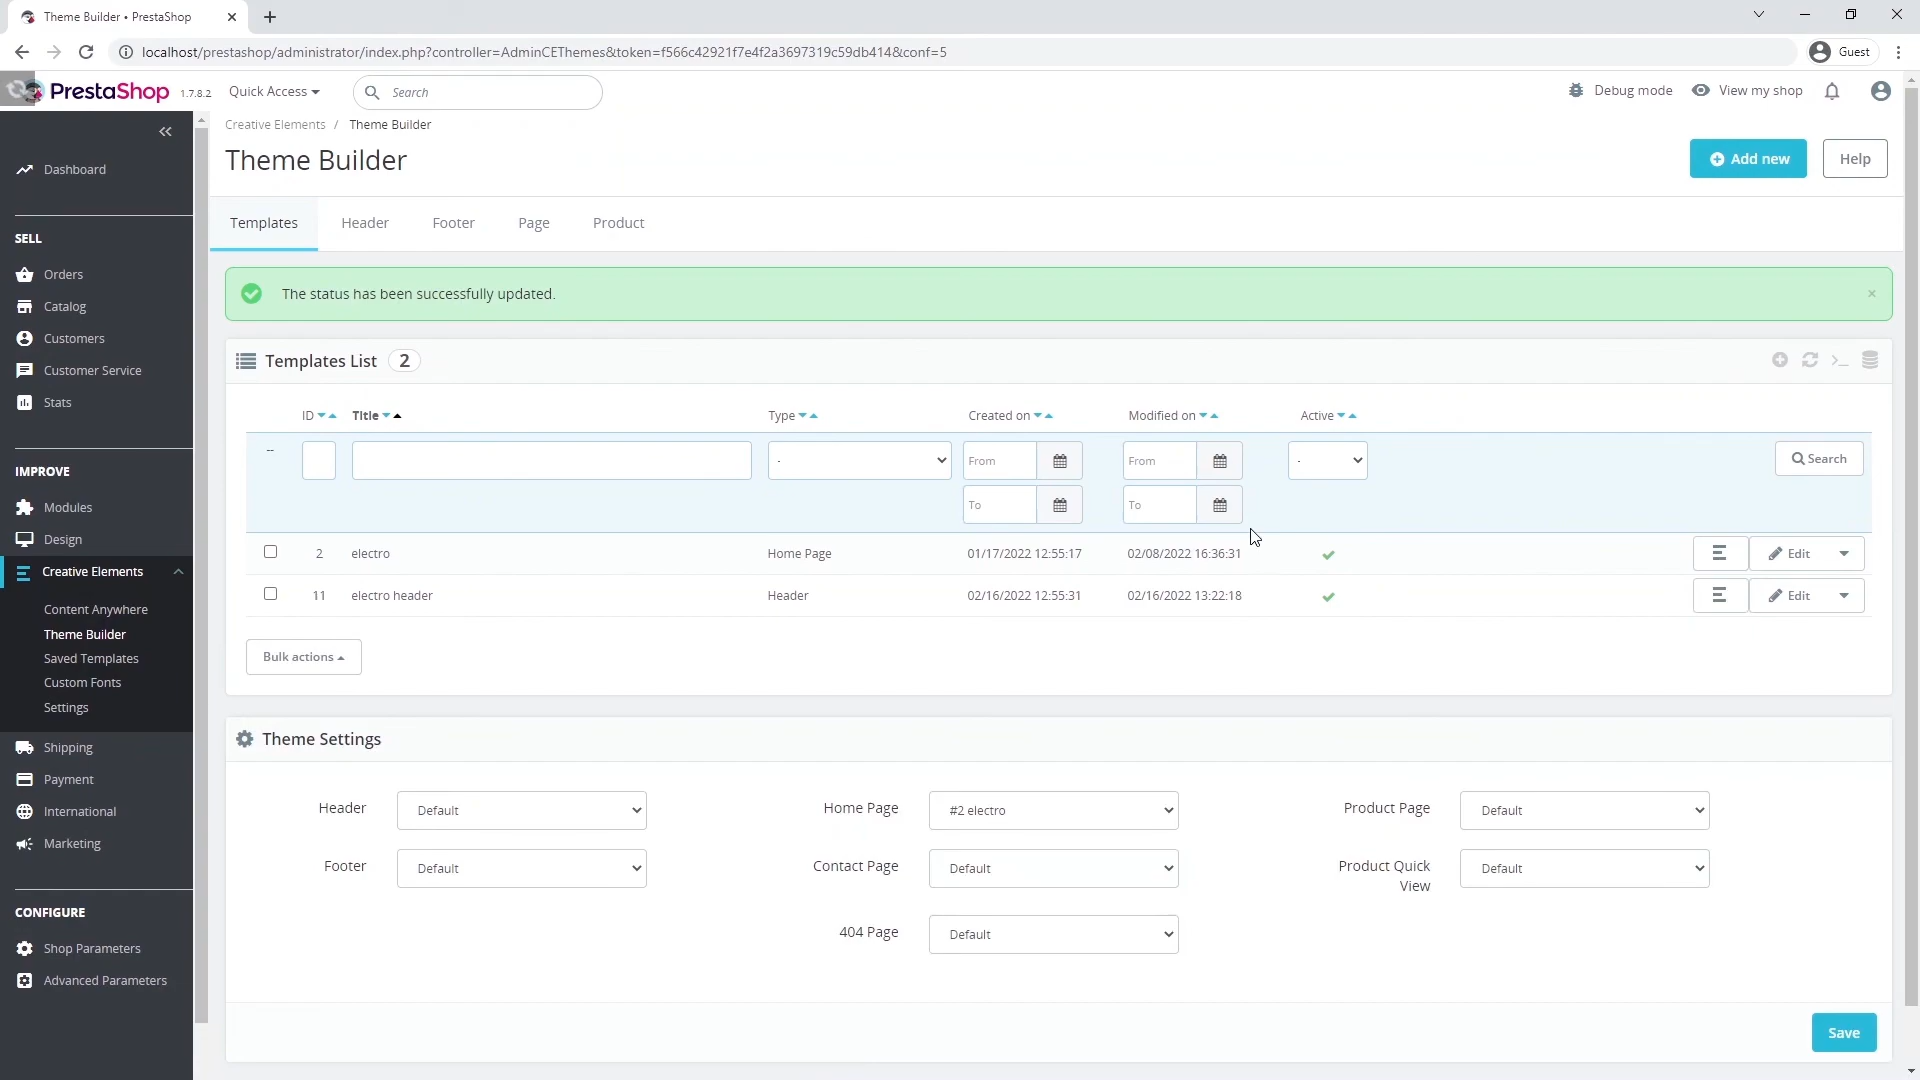 Theme Builder • PrestaShop
localhost/prestashop/administrator/index.php?controller=AdminCEThemes&token=f566c42921f7e4f2a3697319c59db414&conf=5
Guest
PrestaShop 1.7.8.2
Quick Access
Search
Debug mode
View my shop
Creative Elements / Theme Builder
Theme Builder
Add new
Help
Templates
Header
Footer
Page
Product
The status has been successfully updated.
×
Dashboard
SELL
Orders
Catalog
Customers
Customer Service
Stats
IMPROVE
Modules
Design
Creative Elements
Content Anywhere
Theme Builder
Saved Templates
Custom Fonts
Settings
Shipping
Payment
International
Marketing
CONFIGURE
Shop Parameters
Advanced Parameters
Templates List 2
ID Title Type Created on Modified on Active
-- - From From - Search
To To
2 electro Home Page 01/17/2022 12:55:17 02/08/2022 16:36:31 Edit
11 electro header Header 02/16/2022 12:55:31 02/16/2022 13:22:18 Edit
Bulk actions
Theme Settings
Header Default Home Page #2 electro Product Page Default
Footer Default Contact Page Default Product Quick View Default
404 Page Default
Save